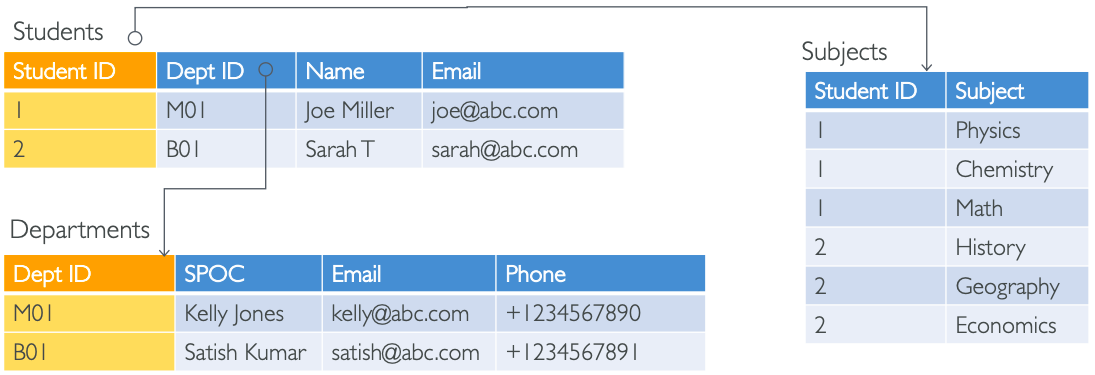 Students
Student ID Dept ID Name Email
1 M01 Joe Miller joe@abc.com
2 B01 Sarah T sarah@abc.com
Departments
Dept ID SPOC Email Phone
M01 Kelly Jones kelly@abc.com +1234567890
B01 Satish Kumar satish@abc.com +1234567891
Subjects
Student ID Subject
1 Physics
1 Chemistry
1 Math
2 History
2 Geography
2 Economics